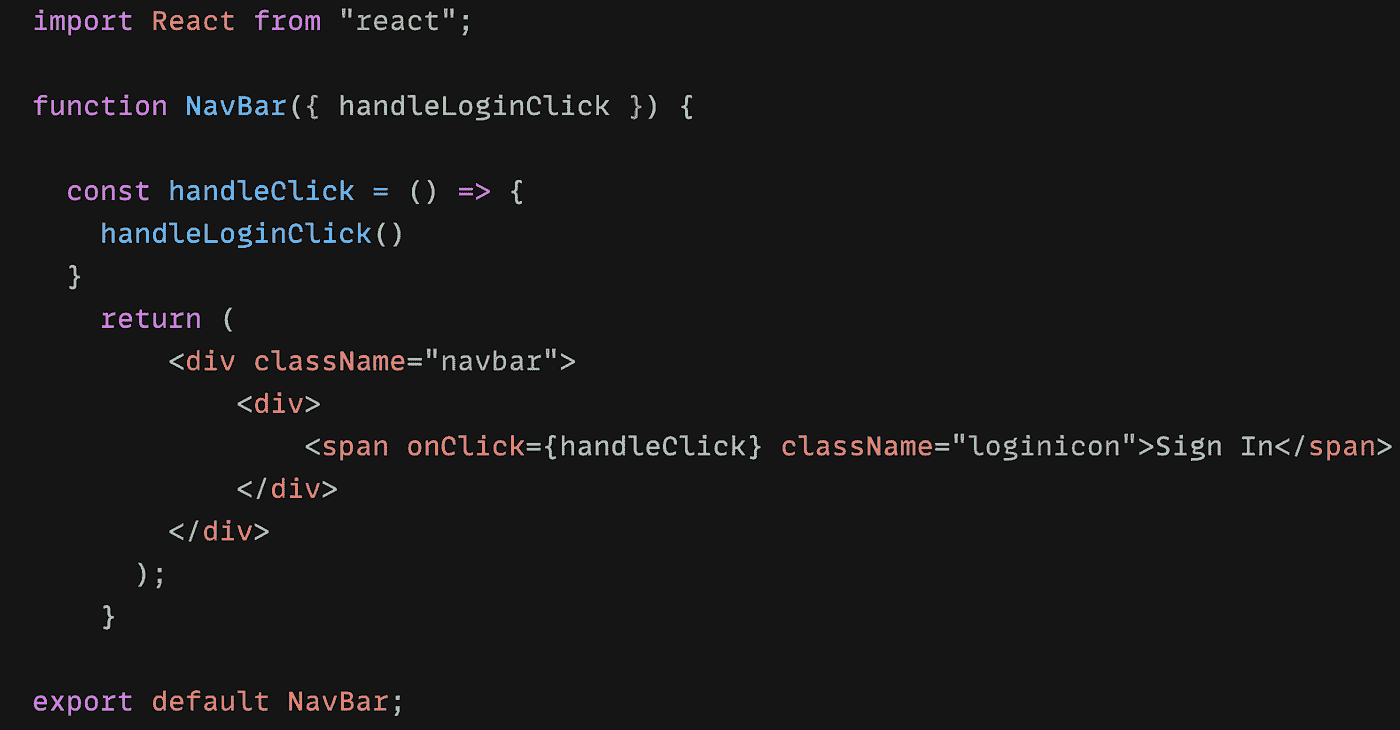 import React from "react";

function NavBar({ handleLoginClick }) {

  const handleClick = () => {
    handleLoginClick()
  }
    return (
        <div className="navbar">
            <div>
                <span onClick={handleClick} className="loginicon">Sign In</span>
            </div>
        </div>
      );
    }

export default NavBar;